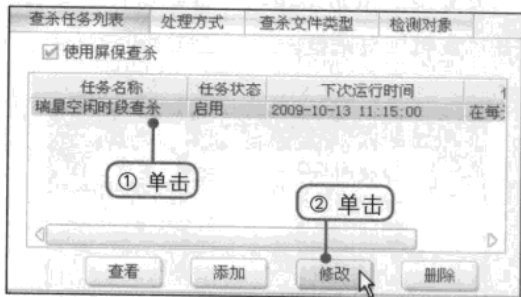 查杀任务列表 处理方式 查杀文件类型 检测对象
使用屏保查杀
任务名称 任务状态 下次运行时间
瑞星空闲时段查杀 启用 2009-10-13 11:15:00 在每
① 单击
② 单击
查看 添加 修改 删除